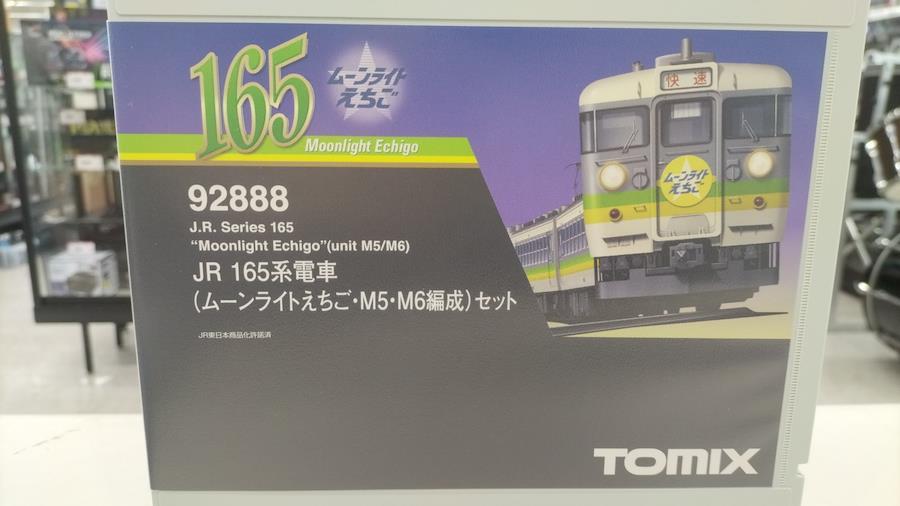 165
ムーンライト
えちご
Moonlight Echigo
快速
ムーンライト
えちご
92888
J.R. Series 165
"Moonlight Echigo"(unit M5/M6)
JR 165系電車
(ムーンライトえちご・M5・M6編成)セット
JR東日本商品化許諾済
TOMIX